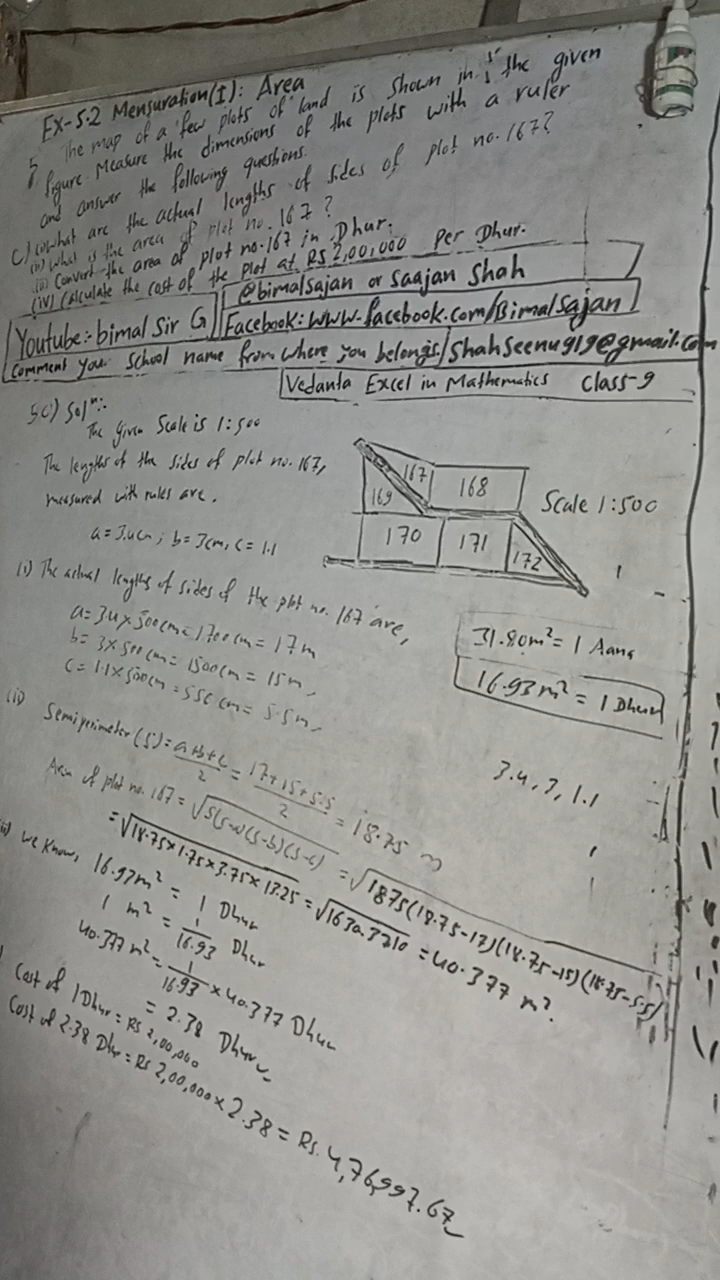 Ex-5.2 Mensuration(I): Area
5. The map of a few plots of land is shown in the given
figure. Measure the dimensions of the plots with a ruler
and answer the following questions.
c) (i) What are the actual lengths of sides of plot no. 167?
(ii) What is the area of plot no. 167?
(iii) Convert the area of plot no. 167 in Dhur.
(iv) Calculate the cost of the plot at RS 2,00,000 per Dhur.
@bimalsajan or Saajan Shah
Youtube:- bimal Sir G
Facebook: www.facebook.com/Bimalsajan
Comment your school name from where you belongs/Shahseenu919@gmail.com
Vedanta Excel in Mathematics Class-9
5c) Solⁿ:
The given Scale is 1:500
The lengths of the sides of plot no. 167,
measured with rules are.
a = 3.4cm; b = 3cm, c = 1.1
167
168
169
170
171
172
Scale 1:500
(i) The actual lengths of sides of the plot no. 167 are,
a = 3.4 x 500cm = 1700cm = 17m
b = 3 x 500cm = 1500cm = 15m,
c = 1.1 x 500cm = 550cm = 5.5m,
31.80m² = 1 Aana
16.93m² = 1 Dhur
3.4, 3, 1.1
(ii) Semiperimeter (S) = a+b+c/2 = 17+15+5.5/2 = 18.75 m
Area of plot no. 167 = √S(S-a)(S-b)(S-c) = √18.75(18.75-17)(18.75-15)(18.75-5.5)
= √18.75×1.75×3.75×13.25 = √1630.3710 = 40.377 m².
iii) We know, 16.93m² = 1 Dhur
1 m² = 1/16.93 Dhur
40.377 m² = 1/16.93 × 40.377 Dhur
= 2.38 Dhur
Cost of 1 Dhur = RS 2,00,000
Cost of 2.38 Dhr = RS 2,00,000 × 2.38 = Rs. 4,76,997.67